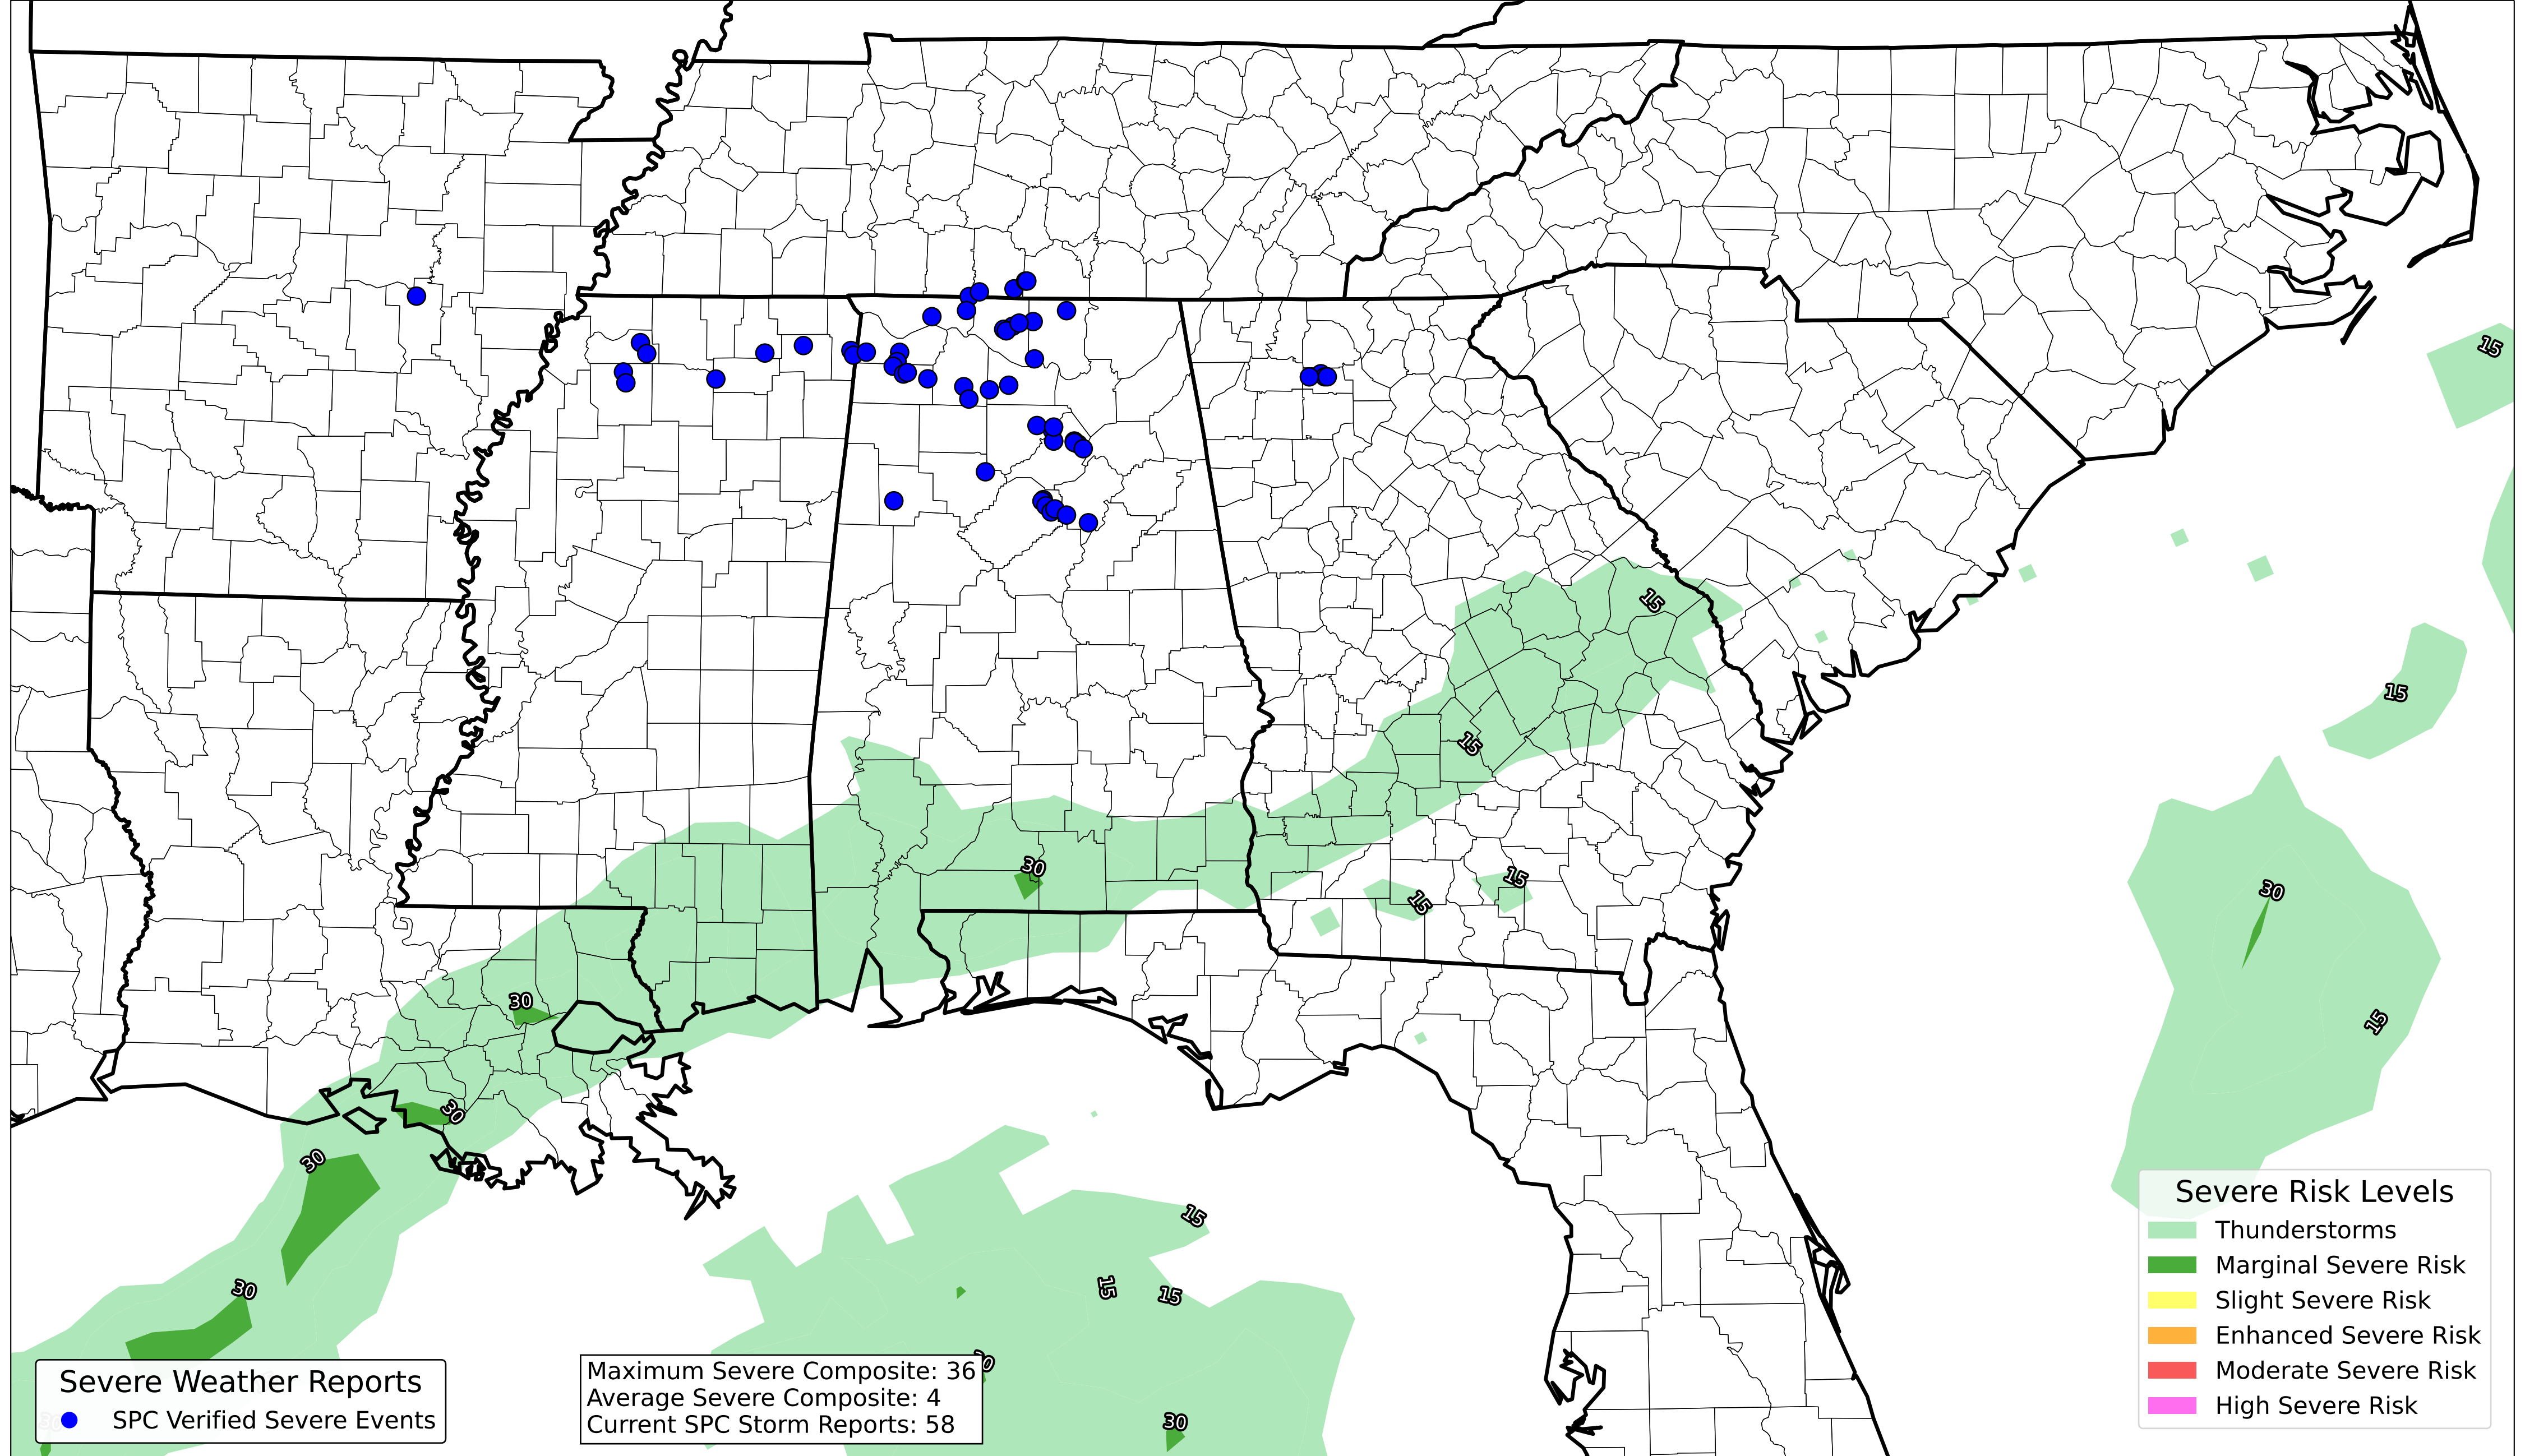 15
15
15
15
30
15
15
30
30
15
30
15
30
15
30
15
15
30
Severe Risk Levels
Thunderstorms
Marginal Severe Risk
Slight Severe Risk
Enhanced Severe Risk
Moderate Severe Risk
High Severe Risk
Severe Weather Reports
SPC Verified Severe Events
Maximum Severe Composite: 36
Average Severe Composite: 4
Current SPC Storm Reports: 58
30